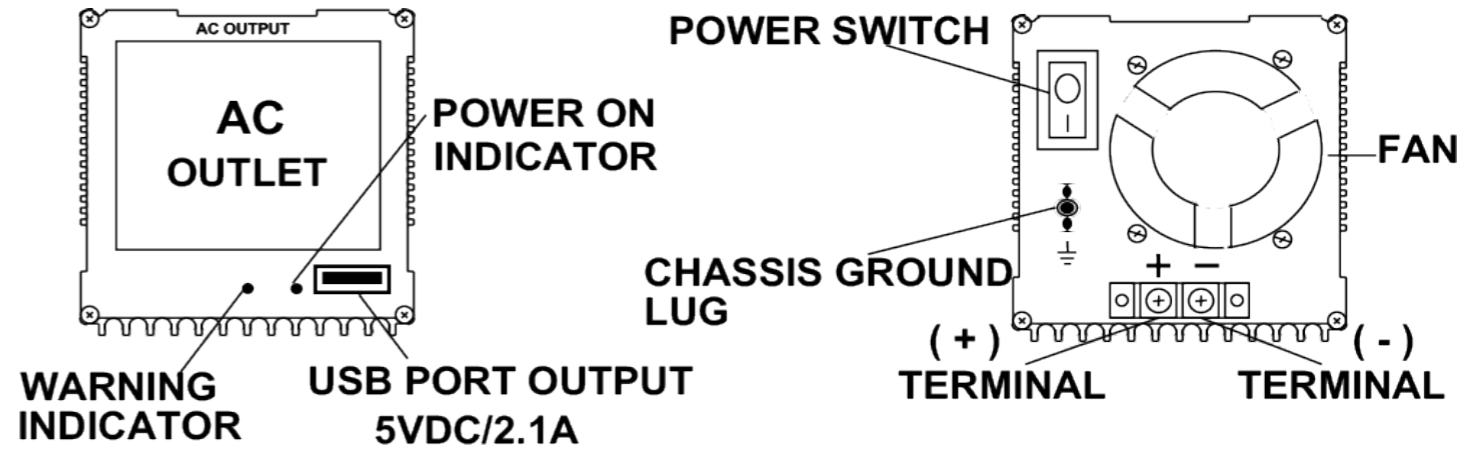 AC OUTPUT
AC
OUTLET
POWER ON
INDICATOR
WARNING
INDICATOR
USB PORT OUTPUT
5VDC/2.1A
POWER SWITCH
FAN
CHASSIS GROUND
LUG
+ −
( + )
TERMINAL
( - )
TERMINAL